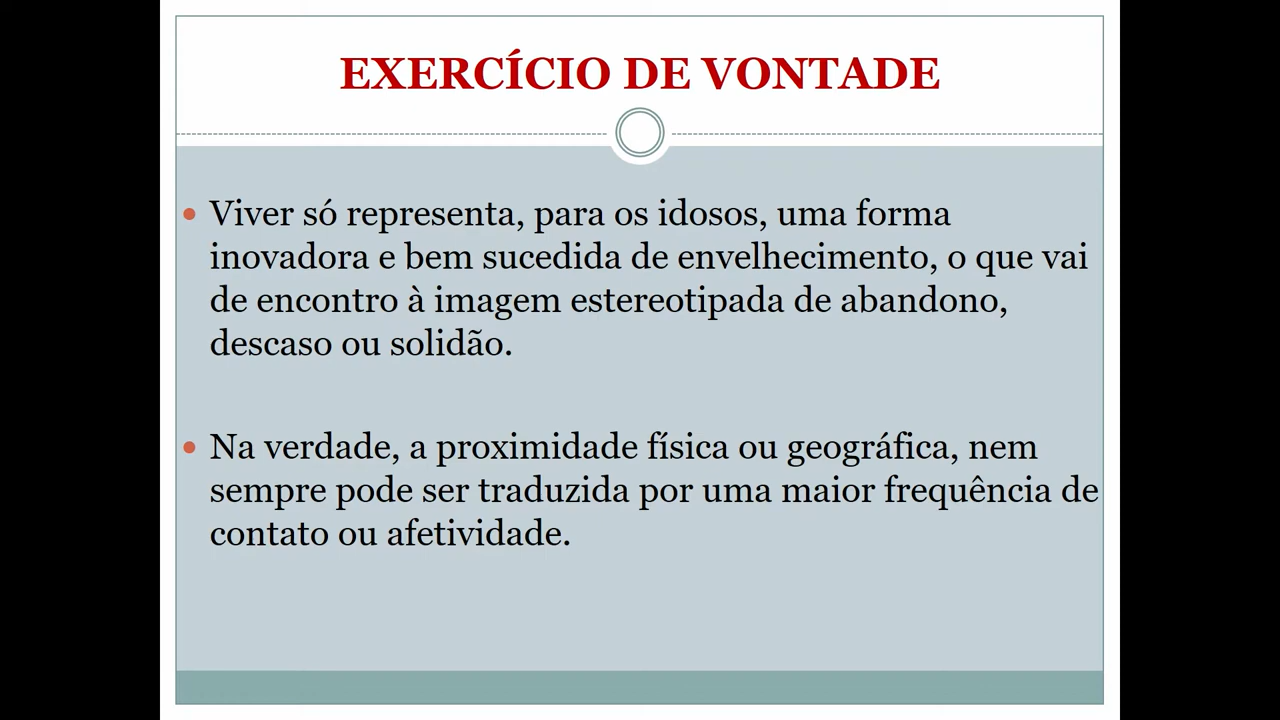 EXERCÍCIO DE VONTADE
• Viver só representa, para os idosos, uma forma
inovadora e bem sucedida de envelhecimento, o que vai
de encontro à imagem estereotipada de abandono,
descaso ou solidão.
• Na verdade, a proximidade física ou geográfica, nem
sempre pode ser traduzida por uma maior frequência de
contato ou afetividade.